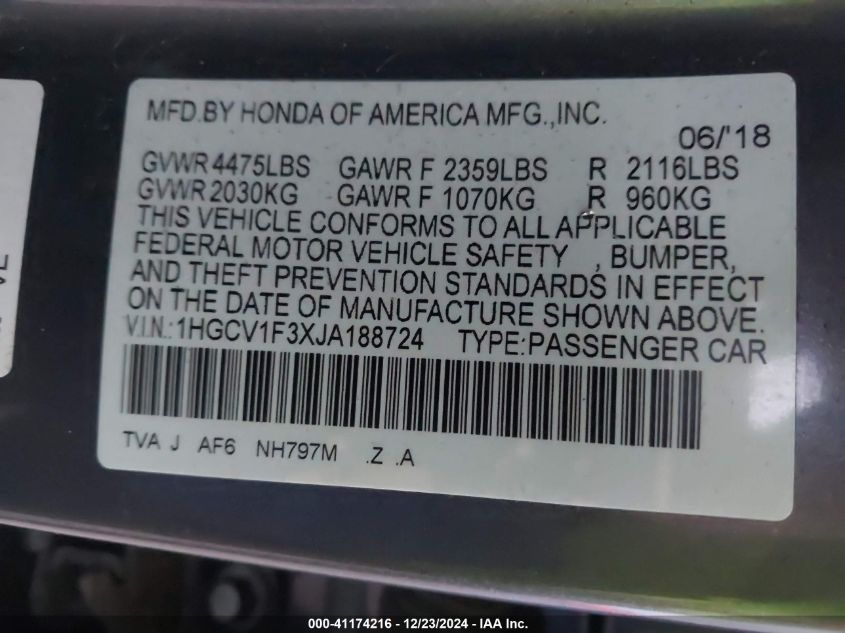 MFD.BY HONDA OF AMERICA MFG.,INC.
06/'18
GVWR 4475LBS GAWR F 2359LBS R 2116LBS
GVWR 2030KG GAWR F 1070KG R 960KG
THIS VEHICLE CONFORMS TO ALL APPLICABLE
FEDERAL MOTOR VEHICLE SAFETY , BUMPER,
AND THEFT PREVENTION STANDARDS IN EFFECT
ON THE DATE OF MANUFACTURE SHOWN ABOVE.
V.I.N.:1HGCV1F3XJA188724 TYPE:PASSENGER CAR
TVA J AF6 NH797M .Z .A
000-41174216 - 12/23/2024 - IAA Inc.